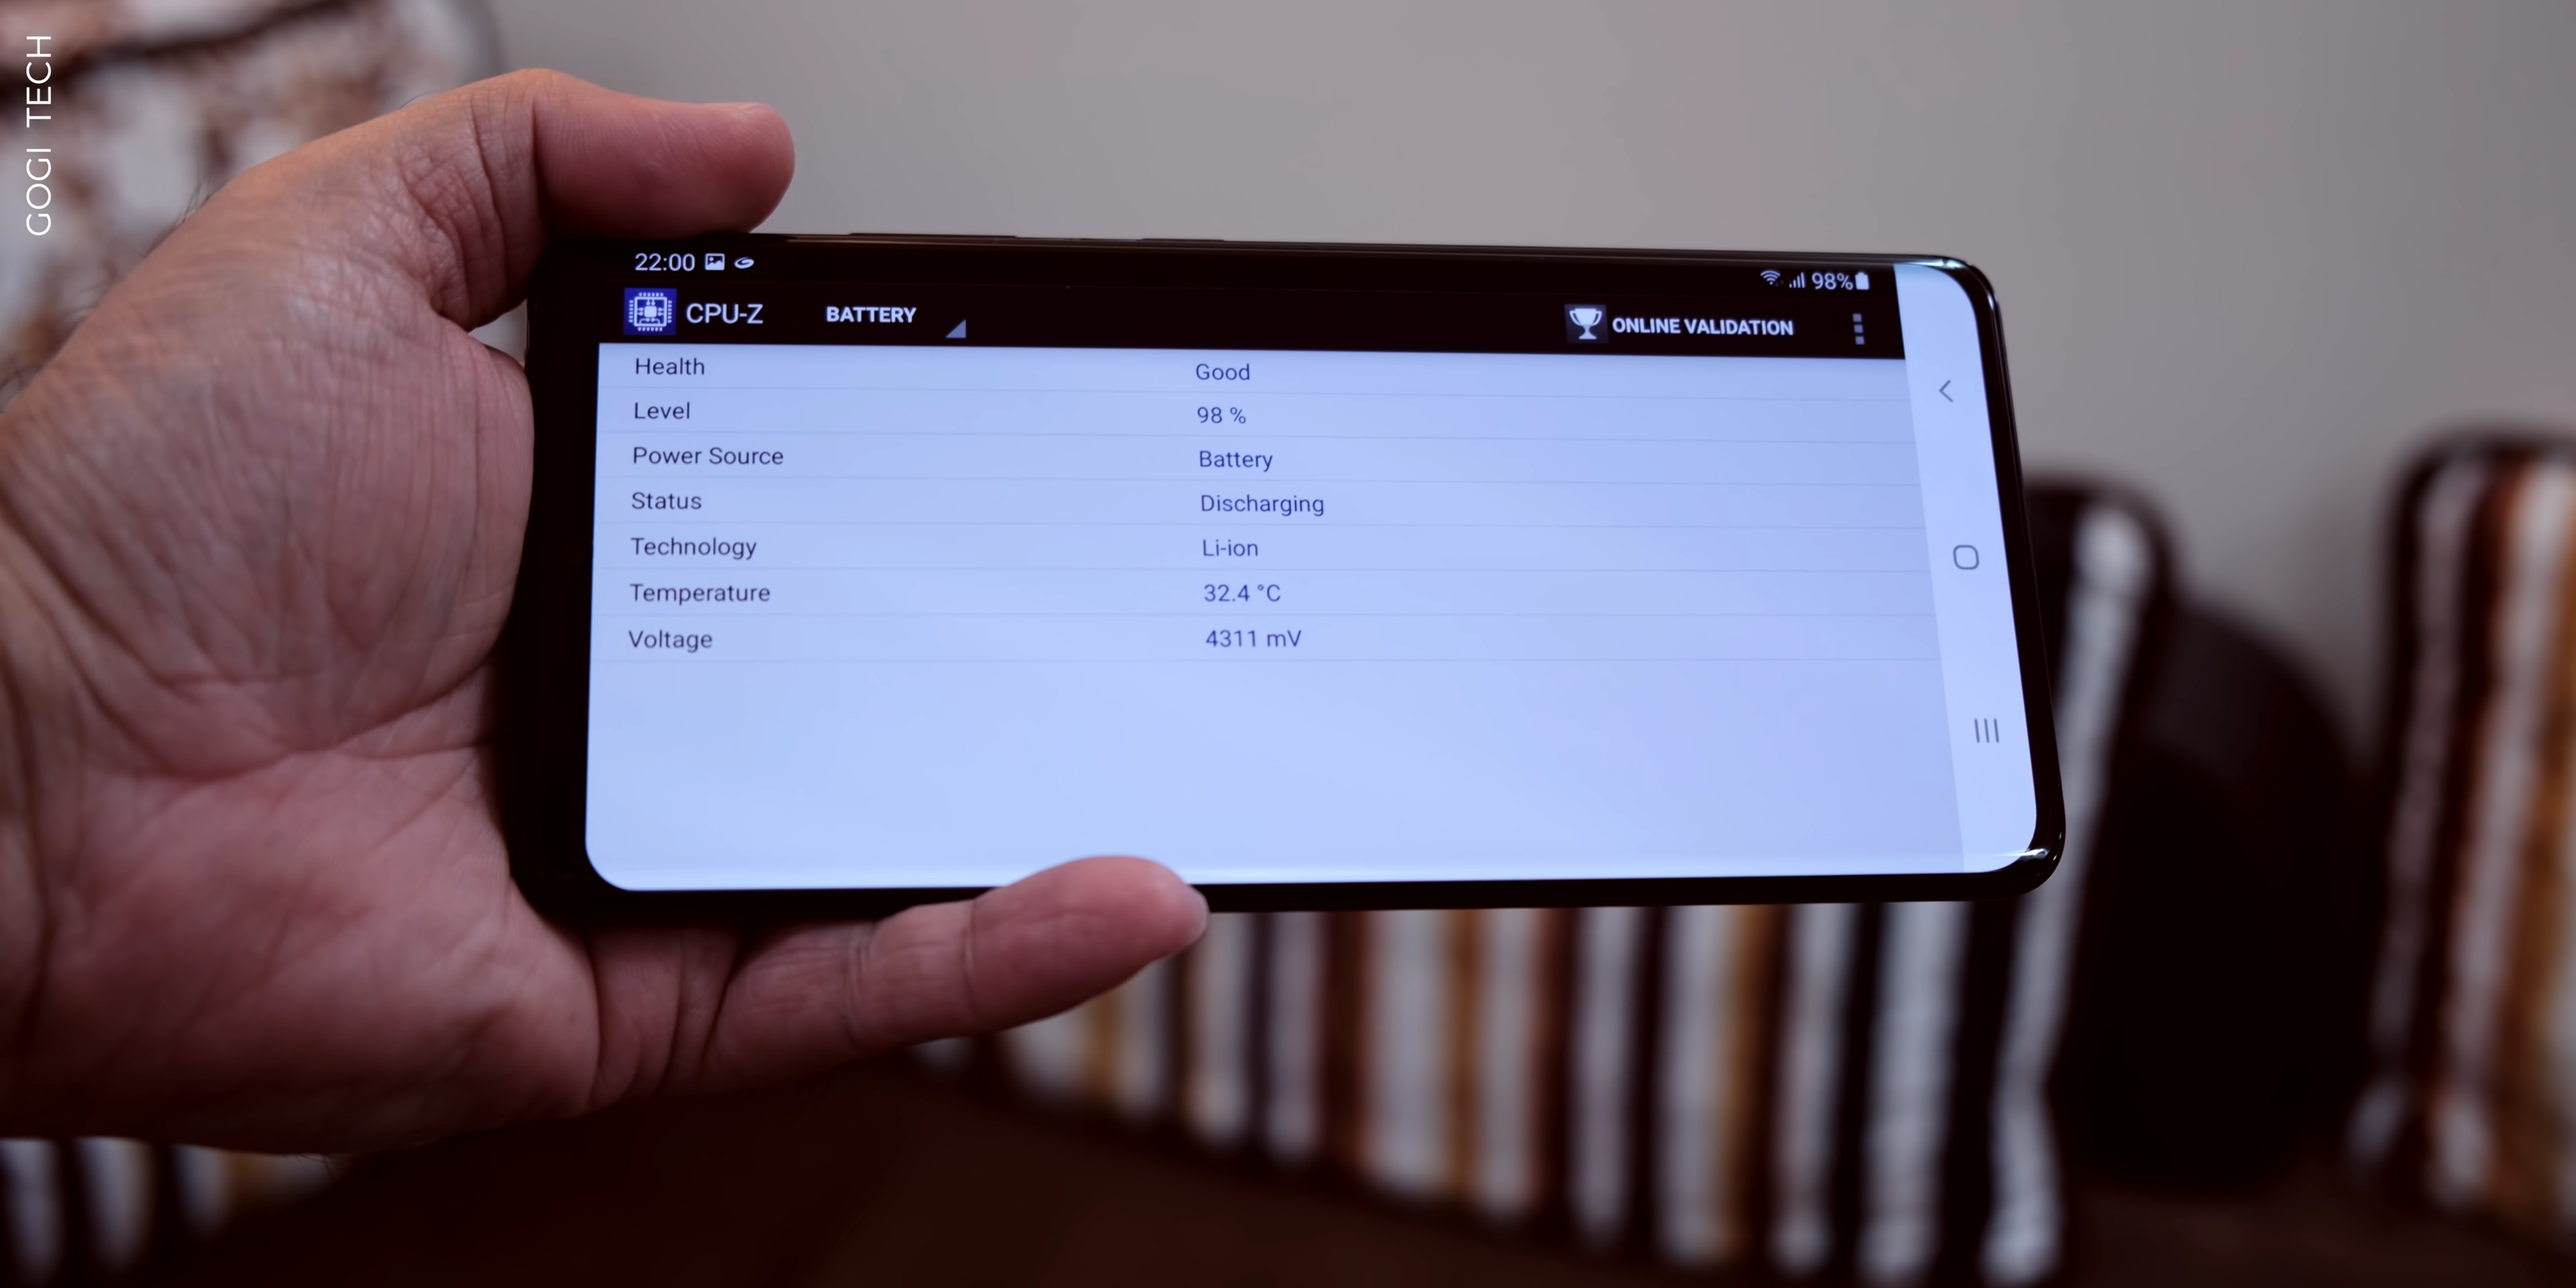 GOGI TECH
22:00
98%
CPU-Z BATTERY ONLINE VALIDATION
Health Good
Level 98 %
Power Source Battery
Status Discharging
Technology Li-ion
Temperature 32.4 °C
Voltage 4311 mV